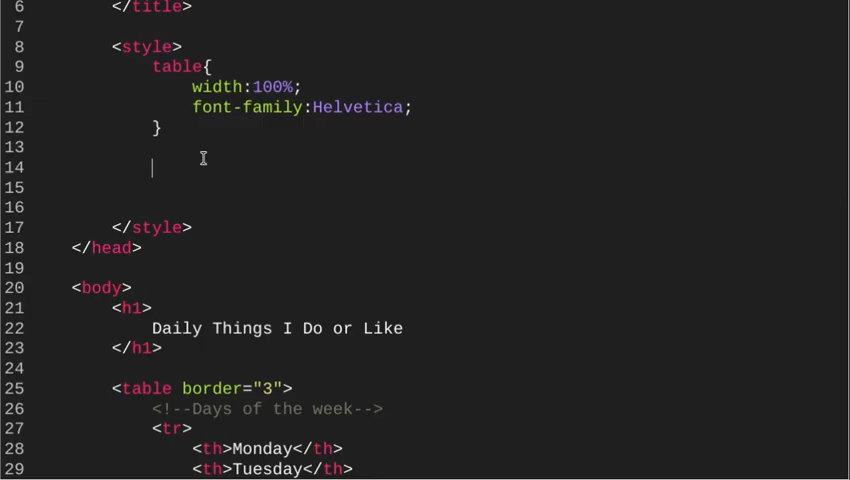 6 </title>
7
8 <style>
9 table{
10 width:100%;
11 font-family:Helvetica;
12 }
13
14
15
16
17 </style>
18 </head>
19
20 <body>
21 <h1>
22 Daily Things I Do or Like
23 </h1>
24
25 <table border="3">
26 <!--Days of the week-->
27 <tr>
28 <th>Monday</th>
29 <th>Tuesday</th>